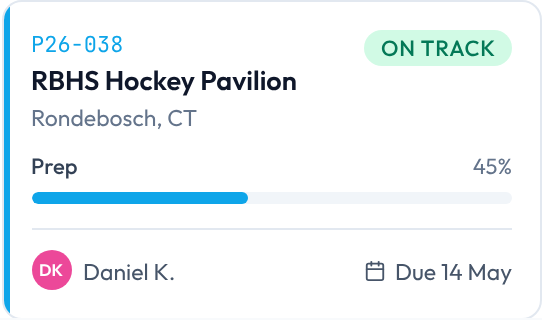 P26-038
ON TRACK
RBHS Hockey Pavilion
Rondebosch, CT
Prep 45%
DK Daniel K. Due 14 May